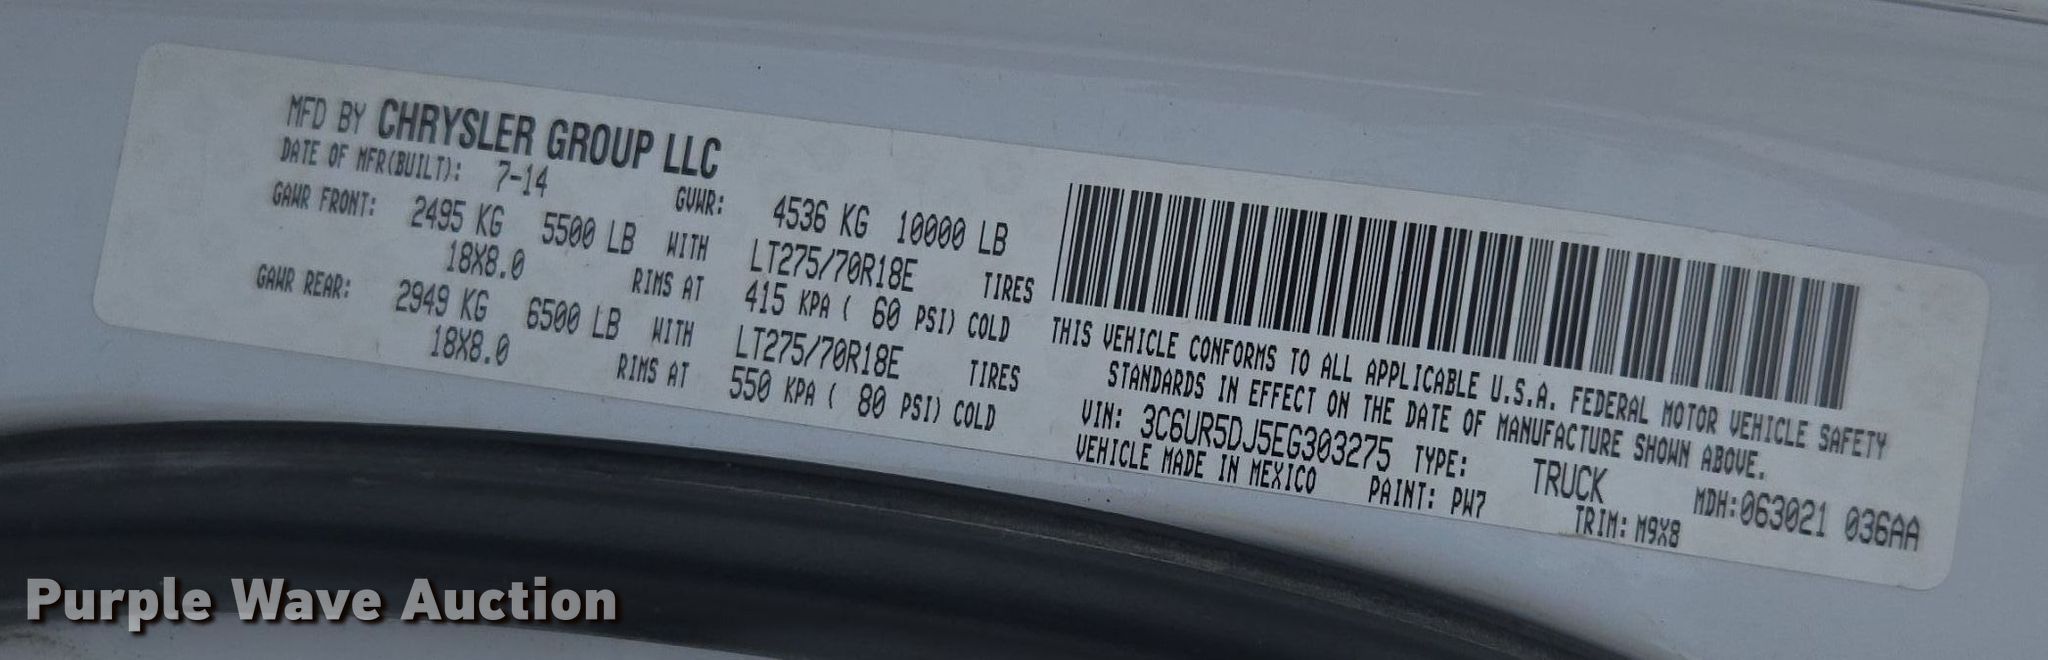 MFD BY CHRYSLER GROUP LLC
DATE OF MFR(BUILT): 7-14 GVWR: 4536 KG 10000 LB
GAWR FRONT: 2495 KG 5500 LB WITH LT275/70R18E TIRES
18X8.0 RIMS AT 415 KPA ( 60 PSI) COLD
GAWR REAR: 2949 KG 6500 LB WITH LT275/70R18E TIRES
18X8.0 RIMS AT 550 KPA ( 80 PSI) COLD
THIS VEHICLE CONFORMS TO ALL APPLICABLE U.S.A. FEDERAL MOTOR VEHICLE SAFETY
STANDARDS IN EFFECT ON THE DATE OF MANUFACTURE SHOWN ABOVE.
VIN: 3C6UR5DJ5EG303275 TYPE: TRUCK MDH:063021 036AA
VEHICLE MADE IN MEXICO PAINT: PW7 TRIM: M9X8
Purple Wave Auction